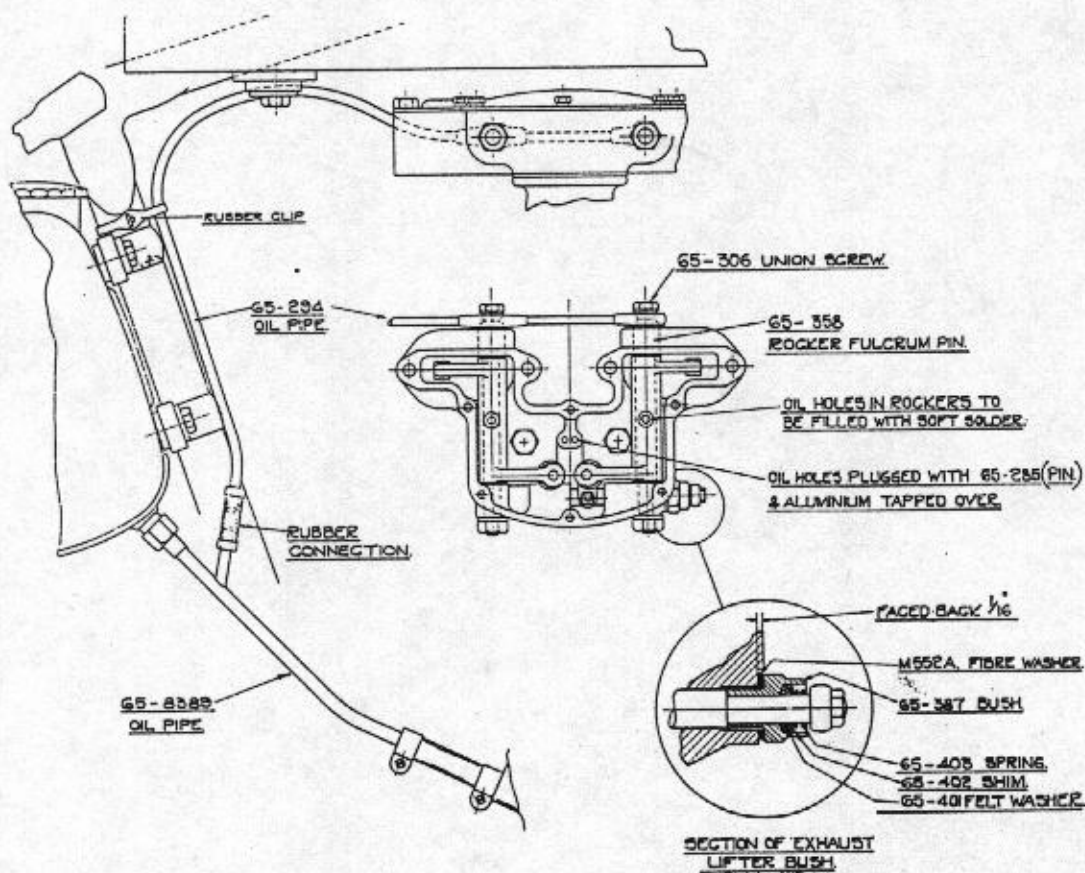 RUBBER CLIP
65-306 UNION SCREW.
65-294
OIL PIPE
65-358
ROCKER FULCRUM PIN.
OIL HOLES IN ROCKERS TO
BE FILLED WITH SOFT SOLDER.
OIL HOLES PLUGGED WITH 65-285 (PIN)
& ALUMINIUM TAPPED OVER
RUBBER
CONNECTION.
FACED BACK 1/16"
M552A. FIBRE WASHER
65-8389
OIL PIPE
65-387 BUSH
65-403 SPRING.
65-402 SHIM.
65-401 FELT WASHER.
SECTION OF EXHAUST
LIFTER BUSH.